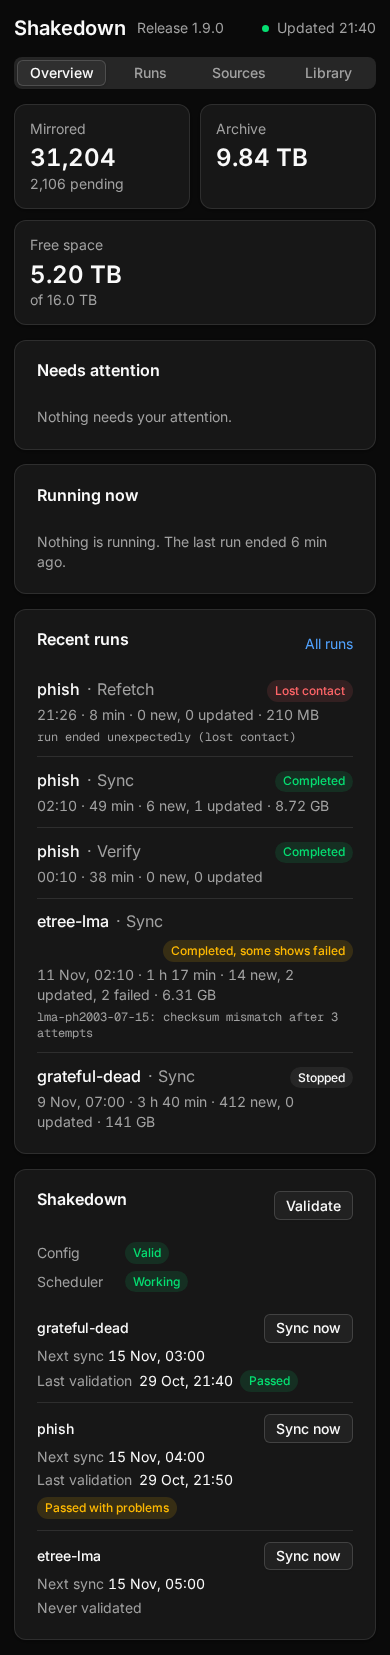 Shakedown Release 1.9.0 Updated 21:40
Overview Runs Sources Library
Mirrored
31,204
2,106 pending
Archive
9.84 TB
Free space
5.20 TB
of 16.0 TB
Needs attention
Nothing needs your attention.
Running now
Nothing is running. The last run ended 6 min
ago.
Recent runs All runs
phish · Refetch Lost contact
21:26 · 8 min · 0 new, 0 updated · 210 MB
run ended unexpectedly (lost contact)
phish · Sync Completed
02:10 · 49 min · 6 new, 1 updated · 8.72 GB
phish · Verify Completed
00:10 · 38 min · 0 new, 0 updated
etree-lma · Sync
Completed, some shows failed
11 Nov, 02:10 · 1 h 17 min · 14 new, 2
updated, 2 failed · 6.31 GB
lma-ph2003-07-15: checksum mismatch after 3
attempts
grateful-dead · Sync Stopped
9 Nov, 07:00 · 3 h 40 min · 412 new, 0
updated · 141 GB
Shakedown Validate
Config Valid
Scheduler Working
grateful-dead Sync now
Next sync 15 Nov, 03:00
Last validation 29 Oct, 21:40 Passed
phish Sync now
Next sync 15 Nov, 04:00
Last validation 29 Oct, 21:50
Passed with problems
etree-lma Sync now
Next sync 15 Nov, 05:00
Never validated